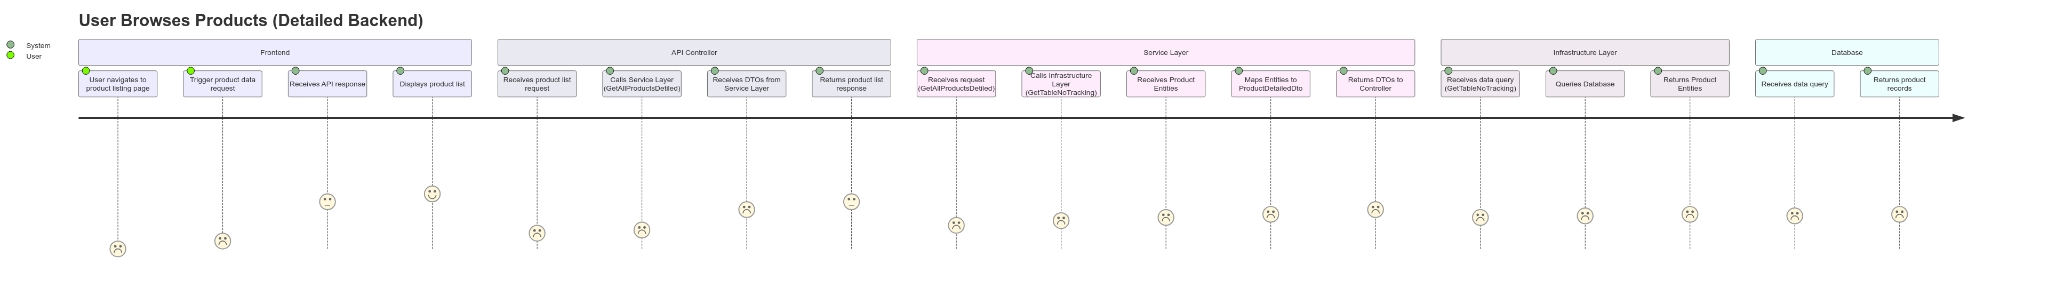 User Browses Products (Detailed Backend)
System
User
Frontend
User navigates to
product listing page
Trigger product data
request
Receives API response
Displays product list
API Controller
Receives product list
request
Calls Service Layer
(GetAllProductsDetiled)
Receives DTOs from
Service Layer
Returns product list
response
Service Layer
Receives request
(GetAllProductsDetiled)
Calls Infrastructure
Layer
(GetTableNoTracking)
Receives Product
Entities
Maps Entities to
ProductDetailedDto
Returns DTOs to
Controller
Infrastructure Layer
Receives data query
(GetTableNoTracking)
Queries Database
Returns Product
Entities
Database
Receives data query
Returns product
records